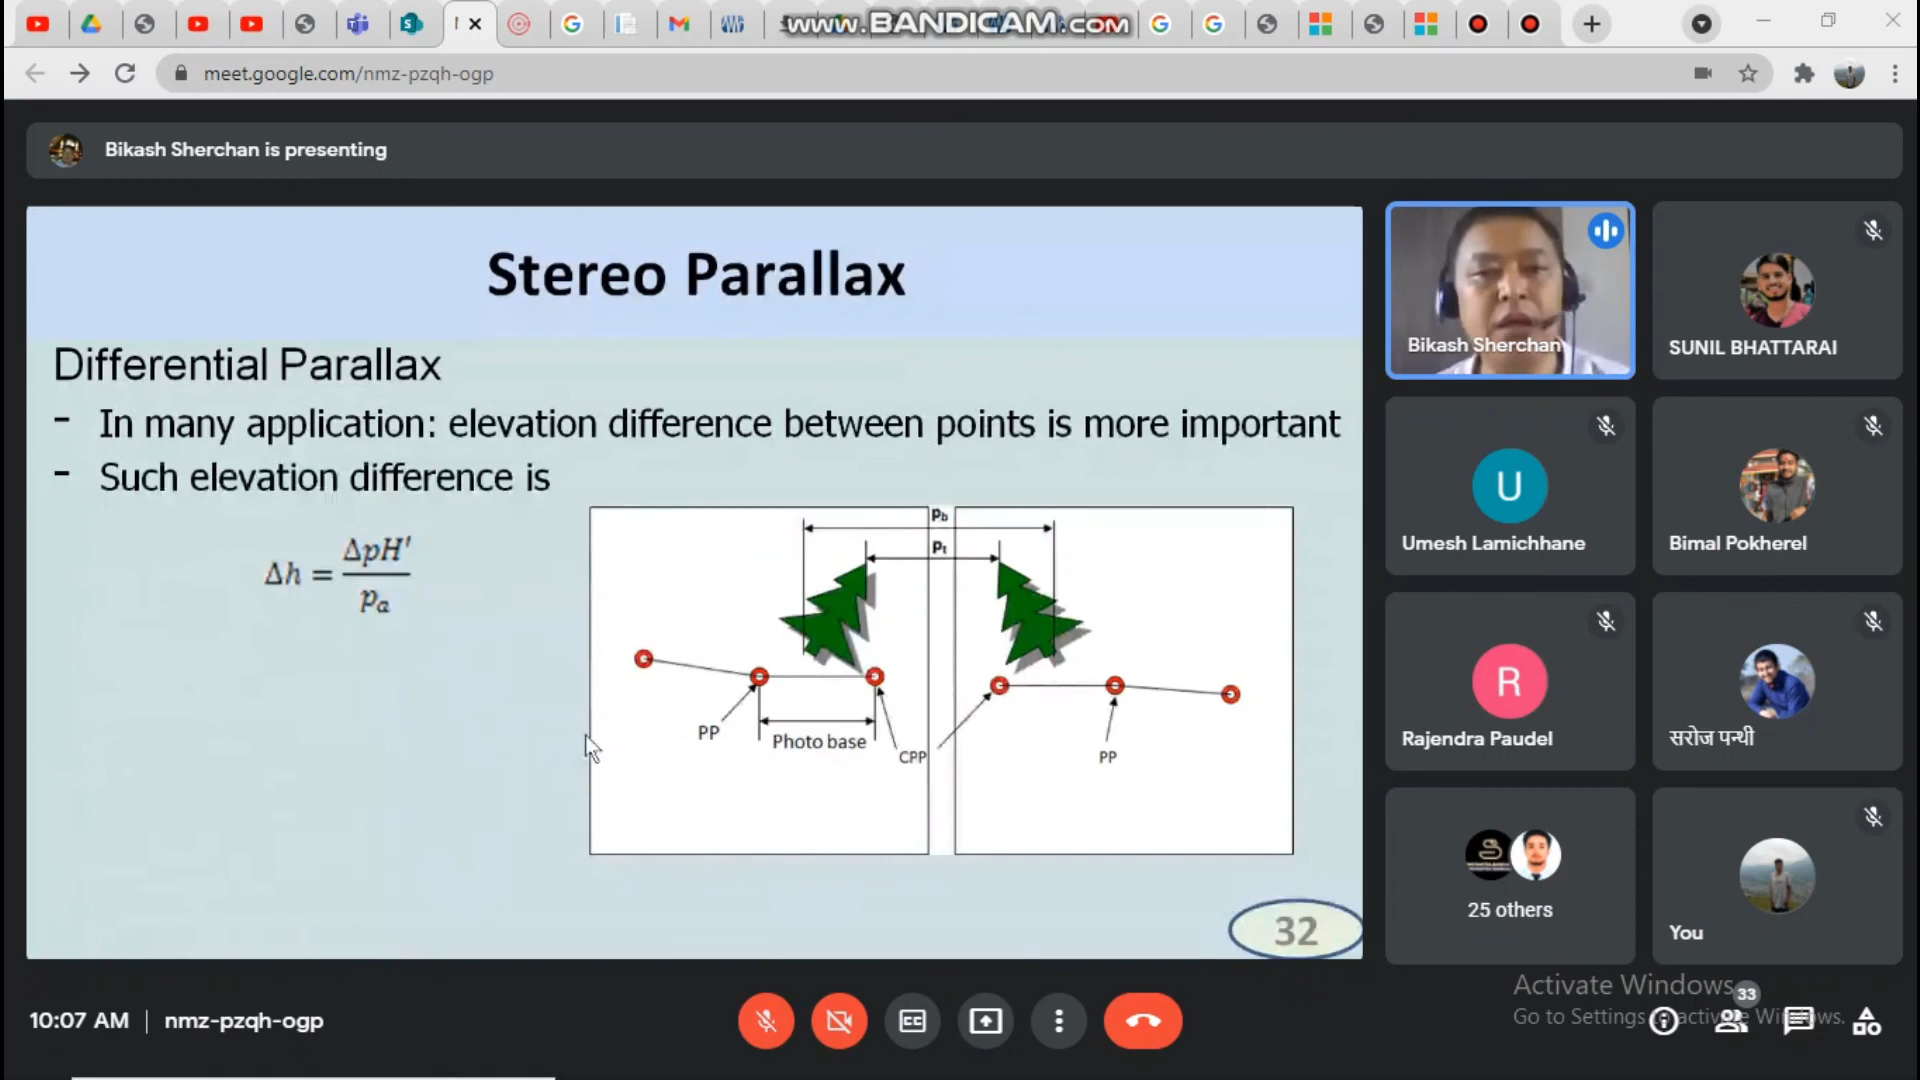 www.BANDICAM.com
meet.google.com/nmz-pzqh-ogp
Bikash Sherchan is presenting
Stereo Parallax
Differential Parallax
- In many application: elevation difference between points is more important
- Such elevation difference is
Δh = ΔpH' / pa
pb
pt
PP
Photo base
CPP
PP
32
Bikash Sherchan
SUNIL BHATTARAI
U
Umesh Lamichhane
Bimal Pokherel
R
Rajendra Paudel
सरोज पन्थी
25 others
You
Activate Windows
Go to Settings to activate Windows.
33
10:07 AM | nmz-pzqh-ogp
CC